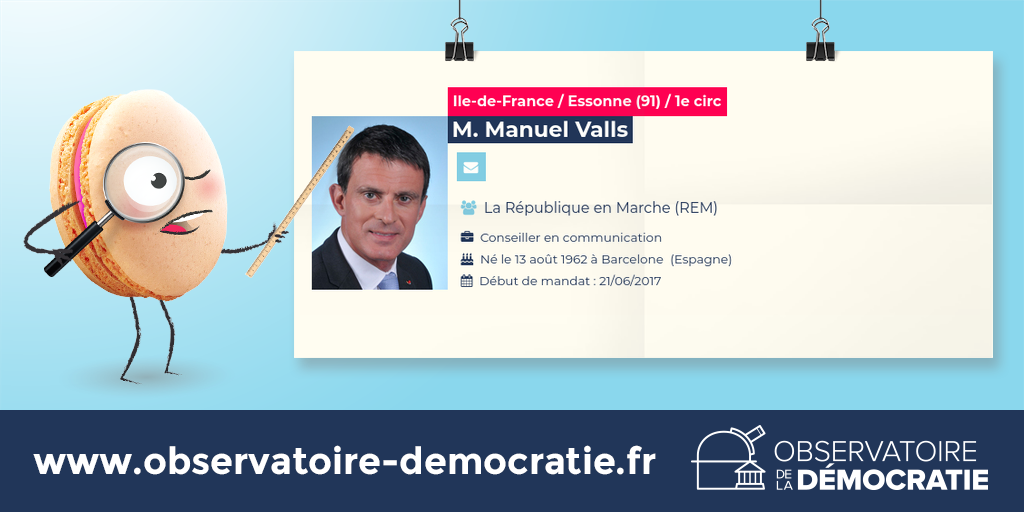 Ile-de-France / Essonne (91) / 1e circ
M. Manuel Valls
La République en Marche (REM)
Conseiller en communication
Né le 13 août 1962 à Barcelone (Espagne)
Début de mandat : 21/06/2017
www.observatoire-democratie.fr
OBSERVATOIRE
DE LA DÉMOCRATIE